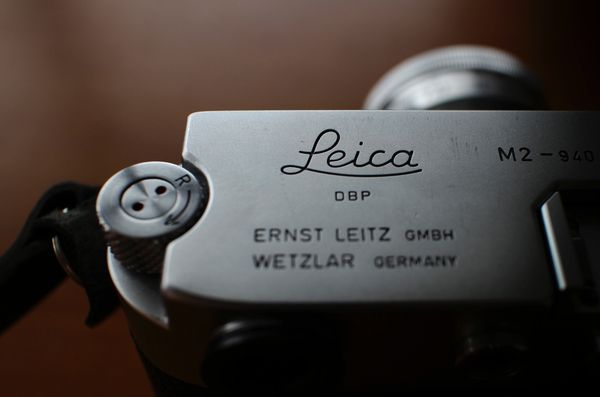 Leica
M2-940
DBP
ERNST LEITZ GMBH
WETZLAR GERMANY
R